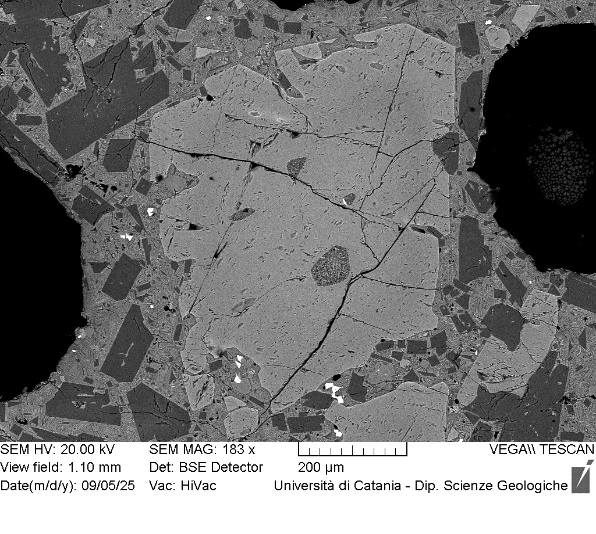 SEM HV: 20.00 kV SEM MAG: 183 x VEGA\\ TESCAN
View field: 1.10 mm Det: BSE Detector 200 µm
Date(m/d/y): 09/05/25 Vac: HiVac Università di Catania - Dip. Scienze Geologiche